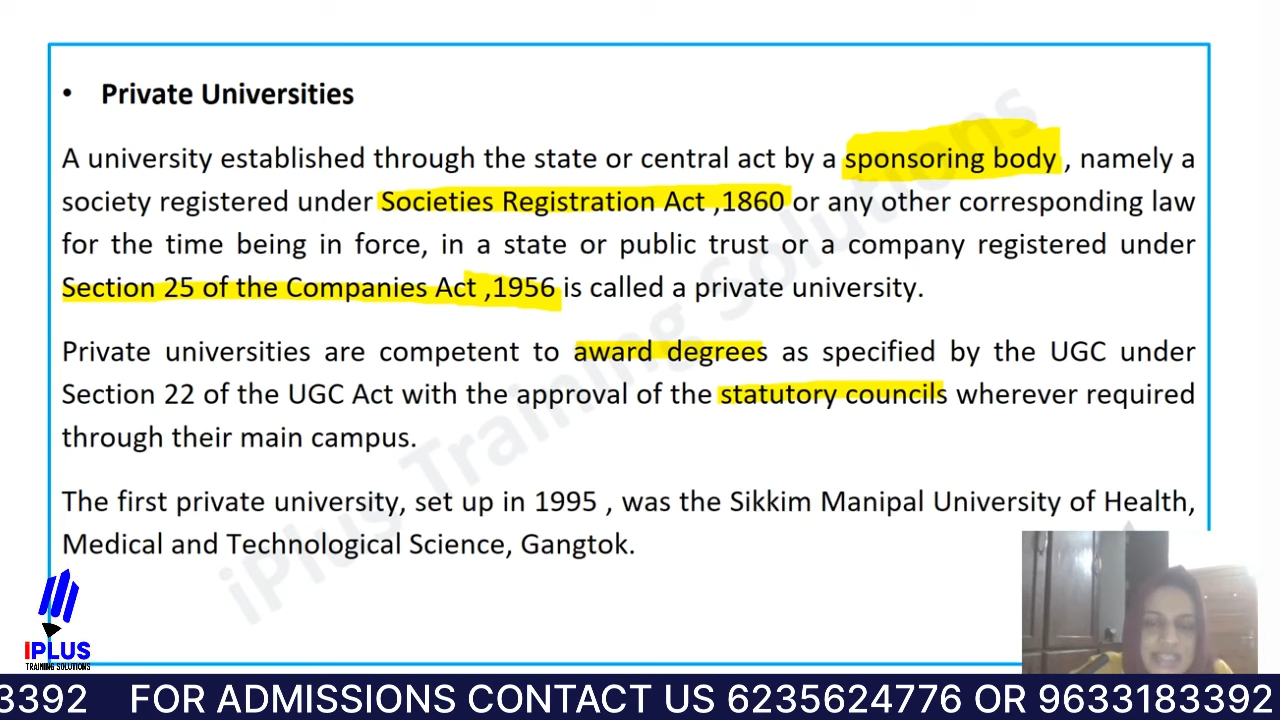 • Private Universities
A university established through the state or central act by a sponsoring body , namely a
society registered under Societies Registration Act ,1860 or any other corresponding law
for the time being in force, in a state or public trust or a company registered under
Section 25 of the Companies Act ,1956 is called a private university.
Private universities are competent to award degrees as specified by the UGC under
Section 22 of the UGC Act with the approval of the statutory councils wherever required
through their main campus.
The first private university, set up in 1995 , was the Sikkim Manipal University of Health,
Medical and Technological Science, Gangtok.
iPlus Training Solutions
IPLUS
TRAINING SOLUTIONS
3392 FOR ADMISSIONS CONTACT US 6235624776 OR 9633183392